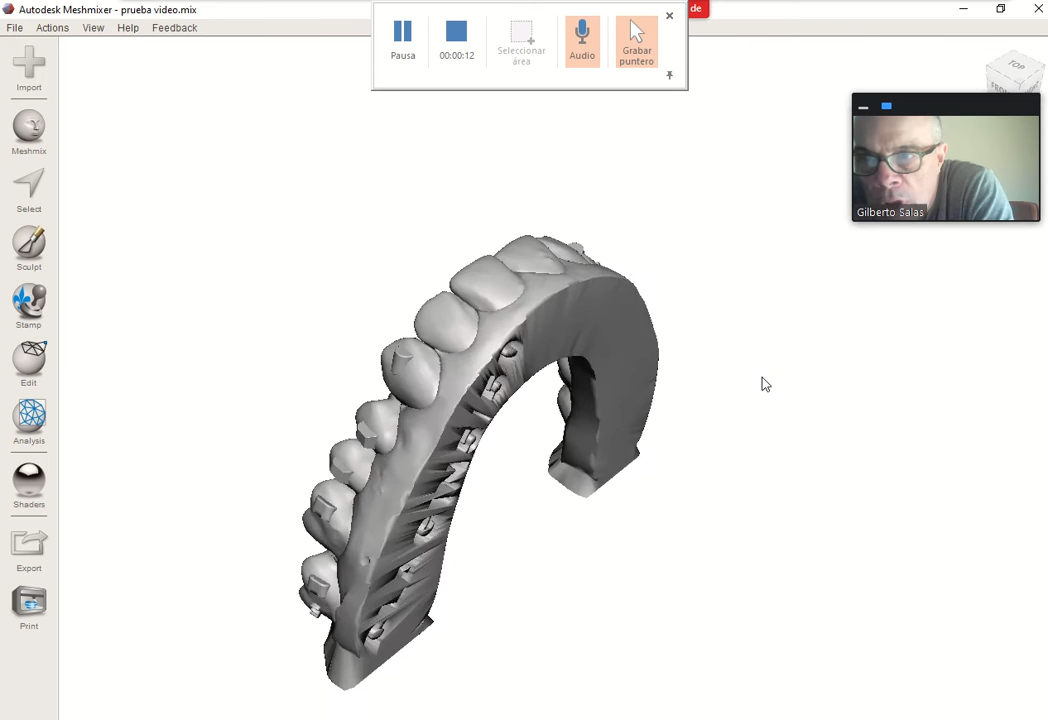 Autodesk Meshmixer - prueba video.mix
de
File Actions View Help Feedback
Pausa
00:00:12
Seleccionar
área
Audio
Grabar
puntero
TOP
Import
Meshmix
Select
Sculpt
Stamp
Edit
Analysis
Shaders
Export
Print
Gilberto Salas